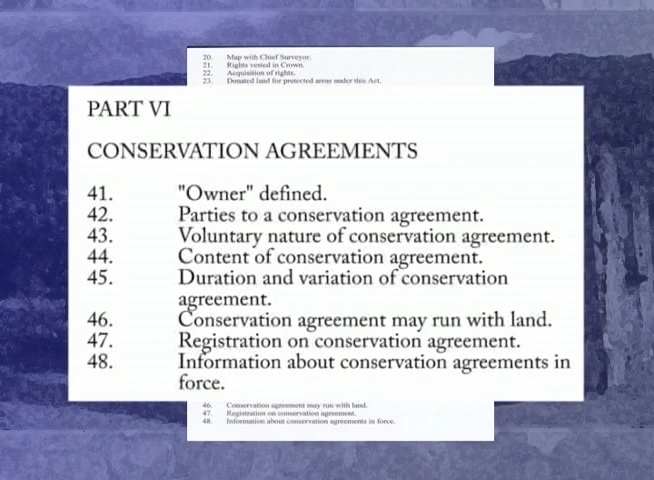 20. Map with Chief Surveyor.
21. Rights vested in Crown.
22. Acquisition of rights.
23. Donated land for protected areas under this Act.
PART VI
CONSERVATION AGREEMENTS
41. "Owner" defined.
42. Parties to a conservation agreement.
43. Voluntary nature of conservation agreement.
44. Content of conservation agreement.
45. Duration and variation of conservation
agreement.
46. Conservation agreement may run with land.
47. Registration on conservation agreement.
48. Information about conservation agreements in
force.
46. Conservation agreement may run with land.
47. Registration on conservation agreement.
48. Information about conservation agreements in force.